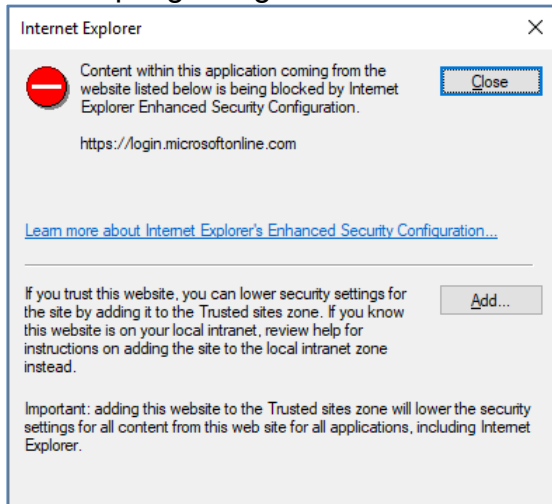 Internet Explorer
Content within this application coming from the
website listed below is being blocked by Internet
Explorer Enhanced Security Configuration.
Close
https://login.microsoftonline.com
Learn more about Internet Explorer's Enhanced Security Configuration...
If you trust this website, you can lower security settings for
the site by adding it to the Trusted sites zone. If you know
this website is on your local intranet, review help for
instructions on adding the site to the local intranet zone
instead.
Add...
Important: adding this website to the Trusted sites zone will lower the security
settings for all content from this web site for all applications, including Internet
Explorer.